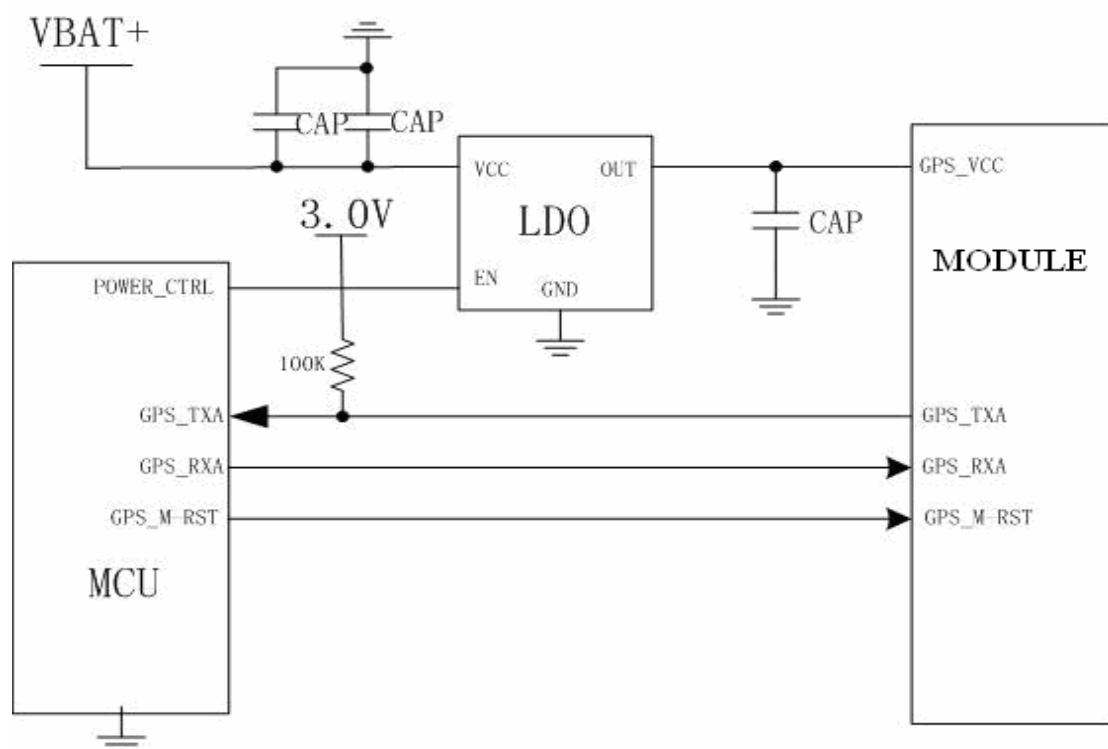 VBAT+
CAP
CAP
VCC
OUT
GPS_VCC
3.0V
LDO
CAP
MODULE
EN
GND
POWER_CTRL
100K
GPS_TXA
GPS_TXA
GPS_RXA
GPS_RXA
GPS_M-RST
GPS_M-RST
MCU